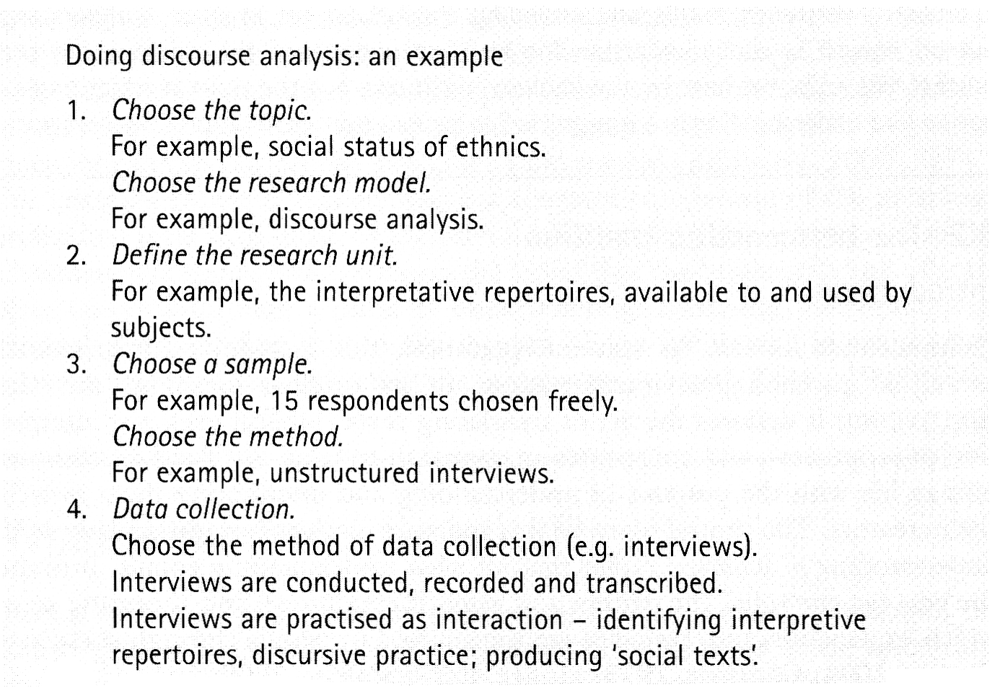 Doing discourse analysis: an example
1. Choose the topic.
For example, social status of ethnics.
Choose the research model.
For example, discourse analysis.
2. Define the research unit.
For example, the interpretative repertoires, available to and used by
subjects.
3. Choose a sample.
For example, 15 respondents chosen freely.
Choose the method.
For example, unstructured interviews.
4. Data collection.
Choose the method of data collection (e.g. interviews).
Interviews are conducted, recorded and transcribed.
Interviews are practised as interaction – identifying interpretive
repertoires, discursive practice; producing 'social texts'.